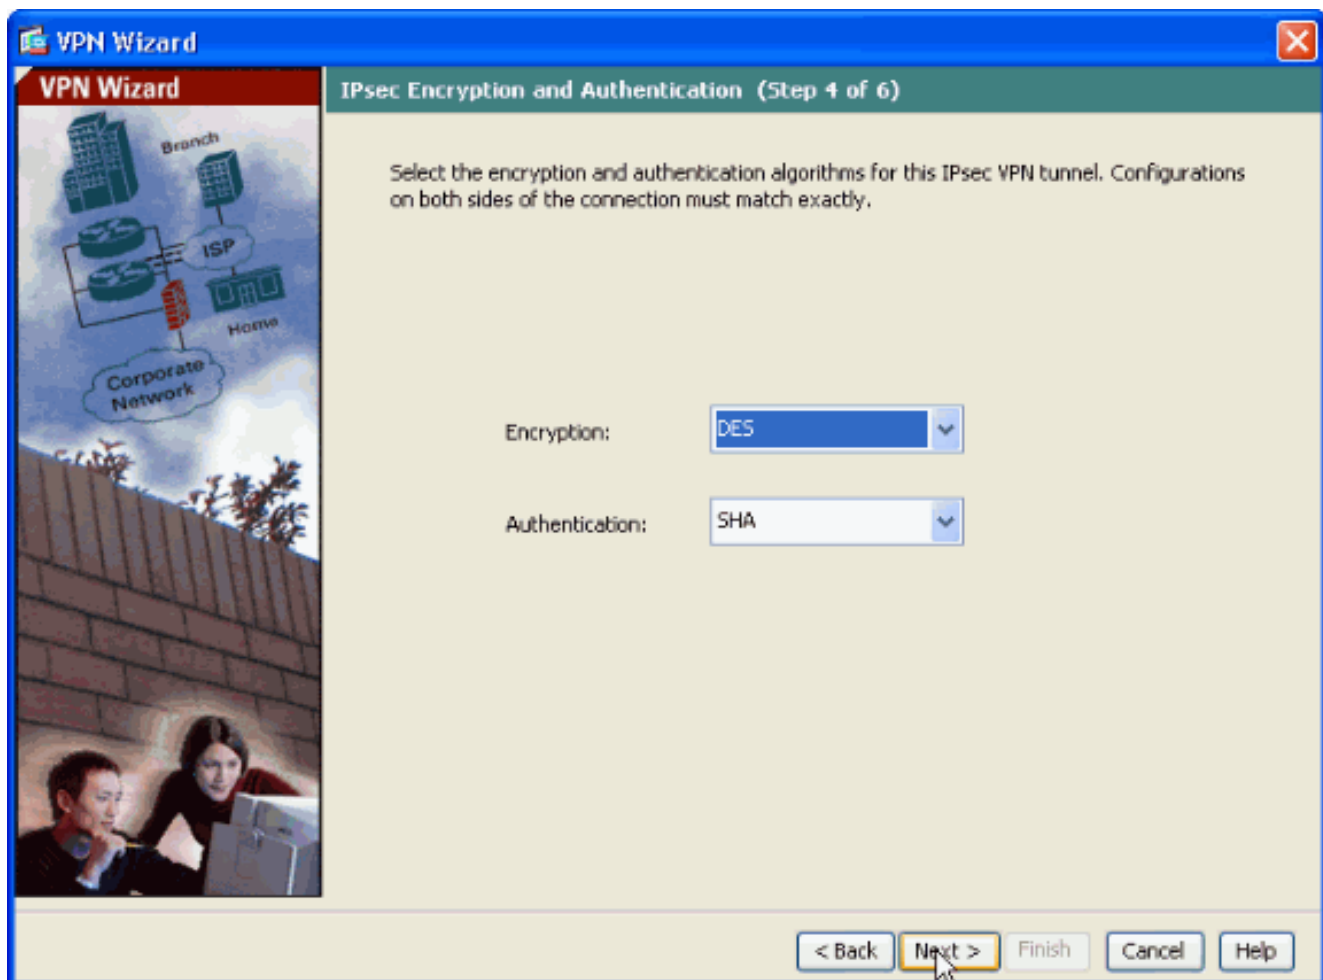 VPN Wizard
VPN Wizard
Branch
ISP
Home
Corporate
Network
IPsec Encryption and Authentication (Step 4 of 6)
Select the encryption and authentication algorithms for this IPsec VPN tunnel. Configurations
on both sides of the connection must match exactly.
Encryption: DES
Authentication: SHA
< Back Next > Finish Cancel Help